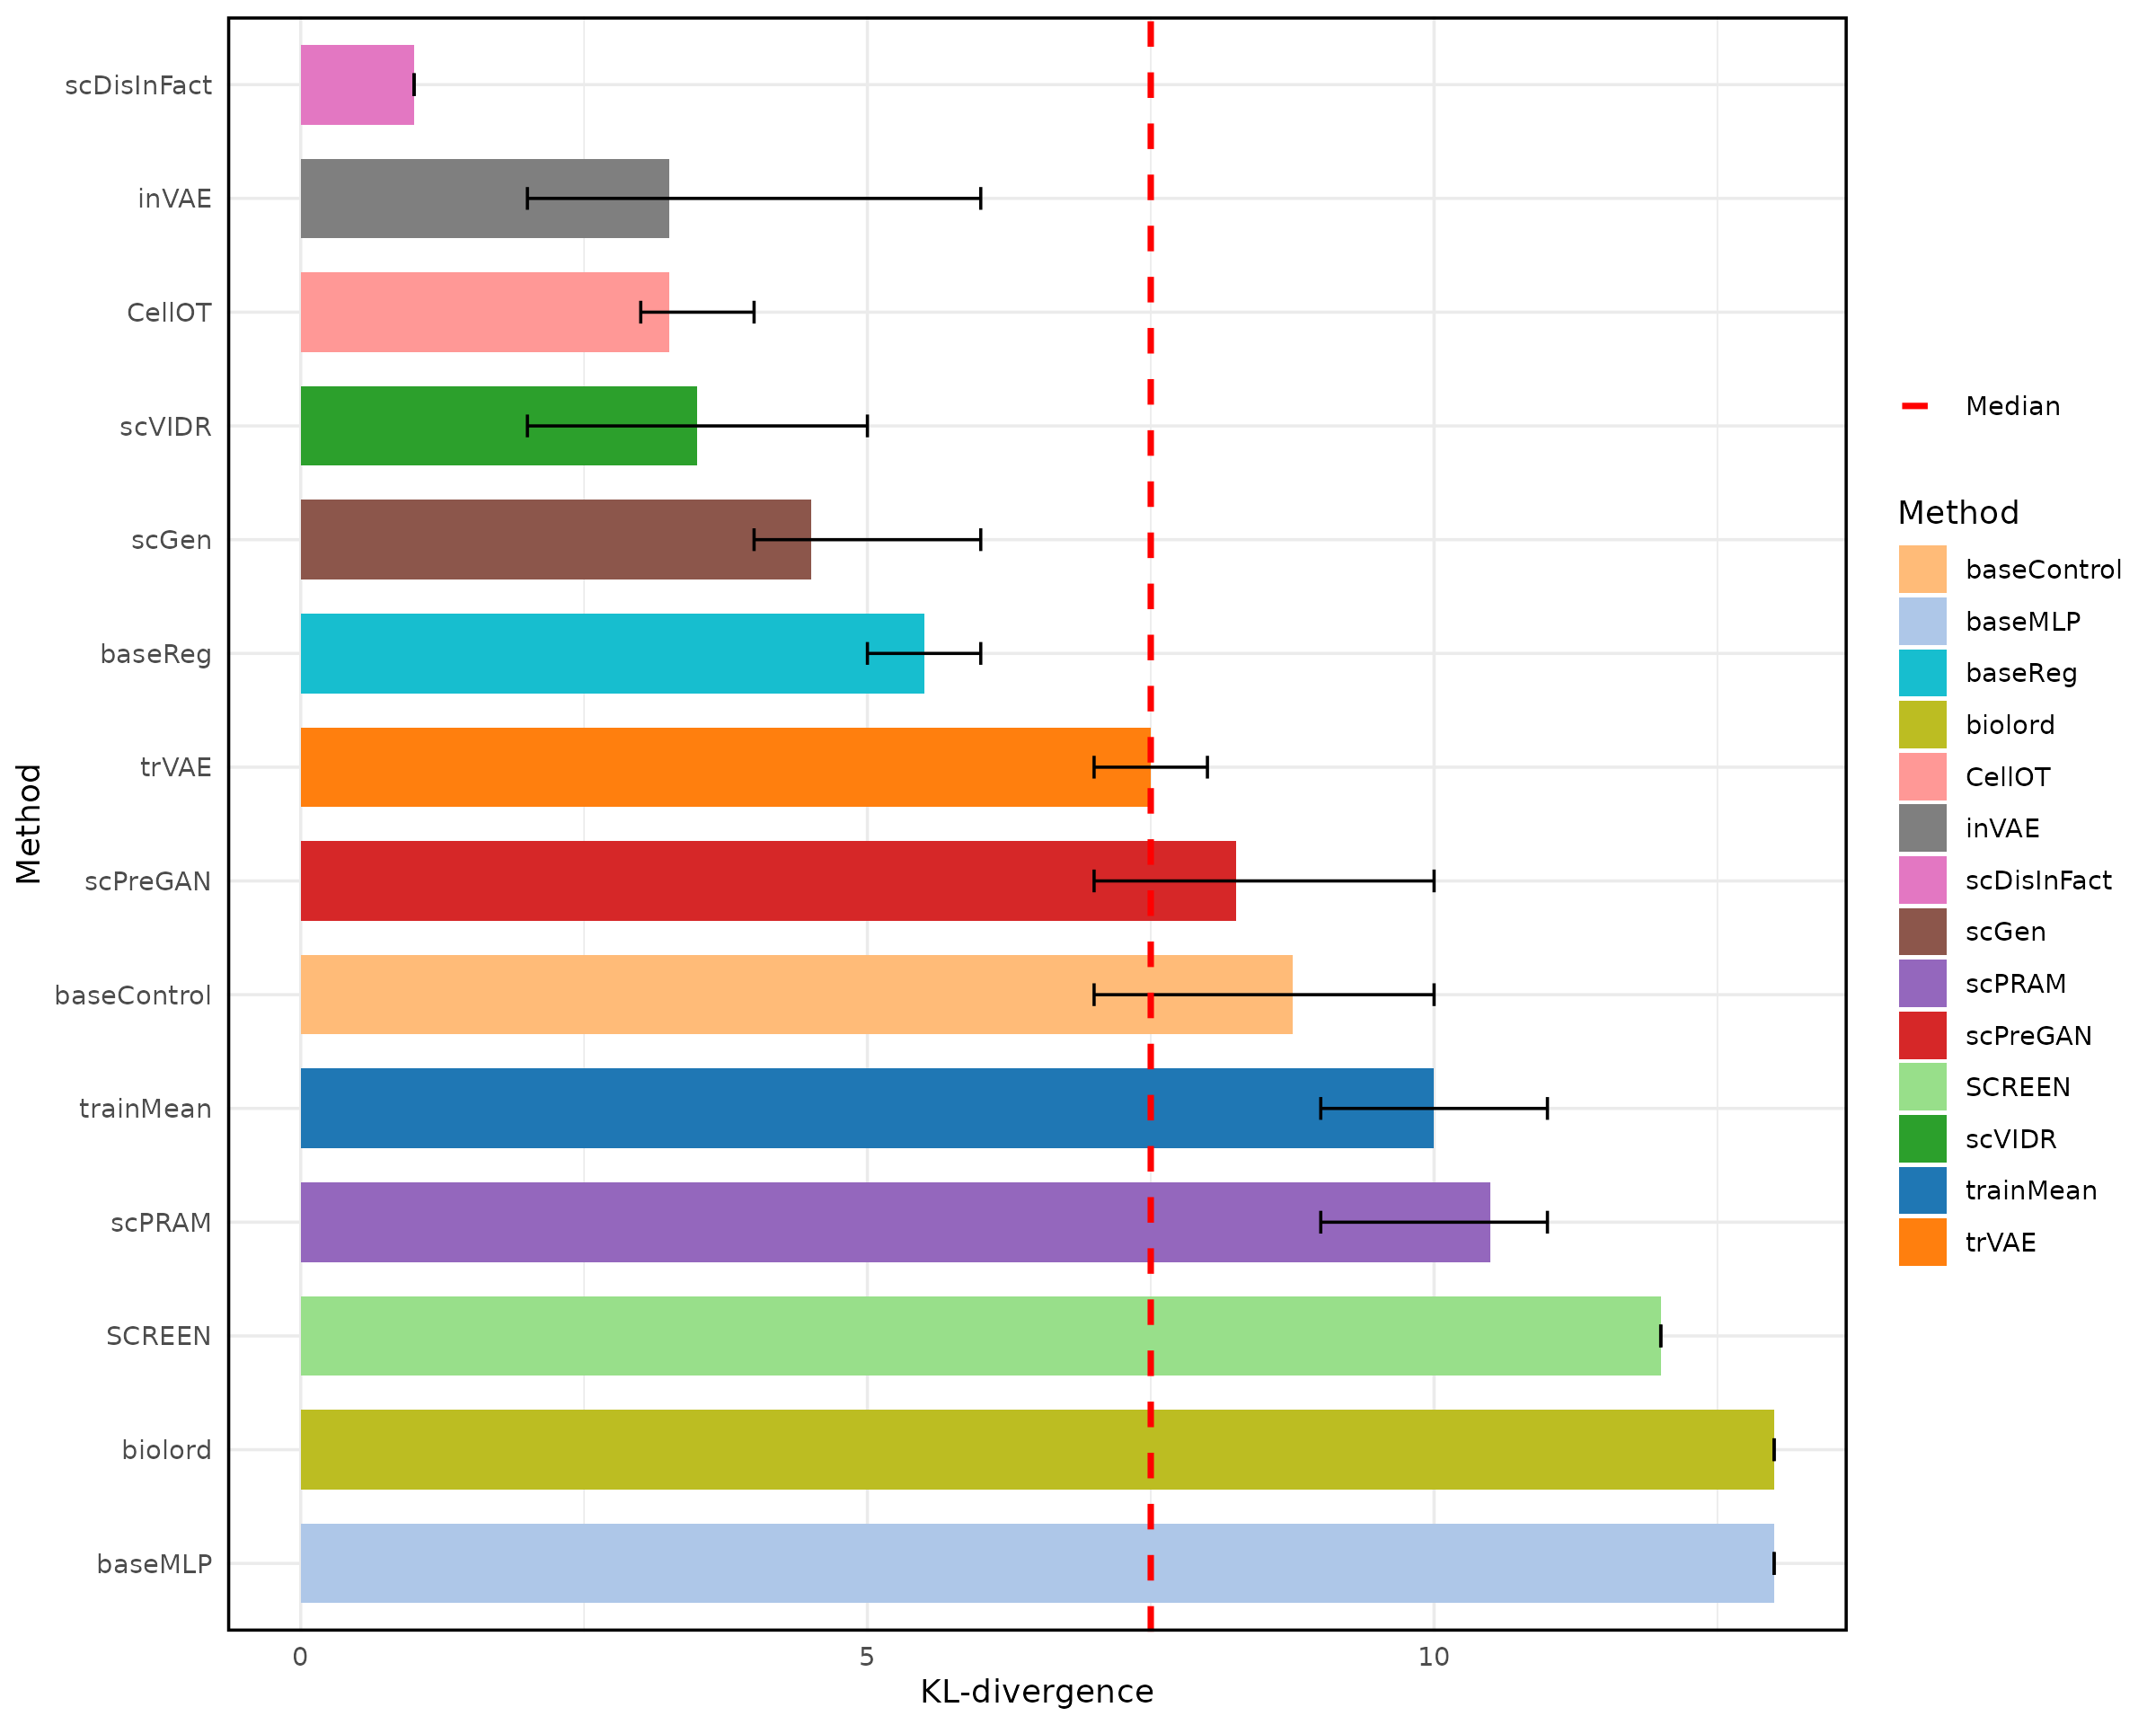 scDisInFact
inVAE
CellOT
scVIDR
scGen
baseReg
trVAE
scPreGAN
baseControl
trainMean
scPRAM
SCREEN
biolord
baseMLP
Method
0 5 10
KL-divergence
Median
Method
baseControl
baseMLP
baseReg
biolord
CellOT
inVAE
scDisInFact
scGen
scPRAM
scPreGAN
SCREEN
scVIDR
trainMean
trVAE